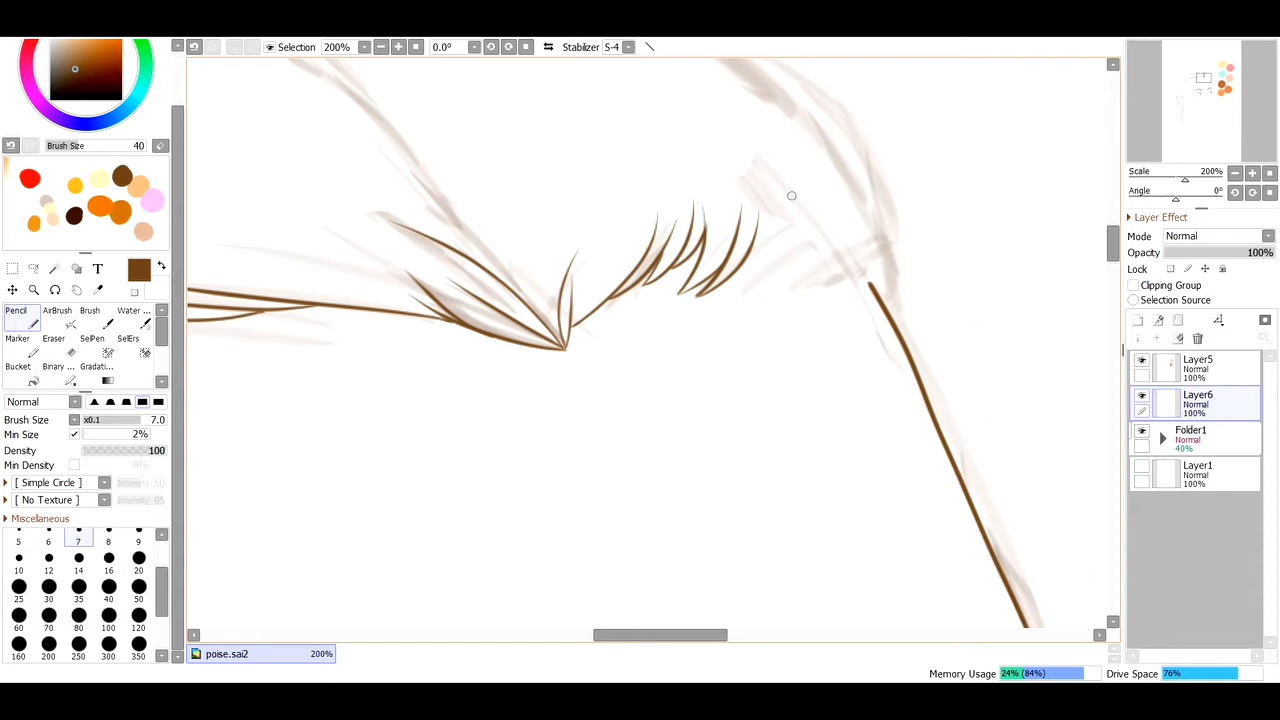 Selection 200% 0.0° Stabilizer S-4
Brush Size 40
T
Pencil AirBrush Brush Water ...
Marker Eraser SelPen SelErs
Bucket Binary ... Gradati...
Normal
Brush Size x0.1 7.0
Min Size 2%
Density 100
Min Density 0%
[ Simple Circle ] Intensi 50
[ No Texture ] Intensity 95
Miscellaneous
5 6 7 8 9
10 12 14 16 20
25 30 35 40 50
60 70 80 100 120
160 200 250 300 350
poise.sai2 200%
Memory Usage 24% (84%) Drive Space 76%
Scale 200%
Angle 0°
Layer Effect
Mode Normal
Opacity 100%
Lock
Clipping Group
Selection Source
Layer5
Normal
100%
Layer6
Normal
100%
Folder1
Normal
40%
Layer1
Normal
100%